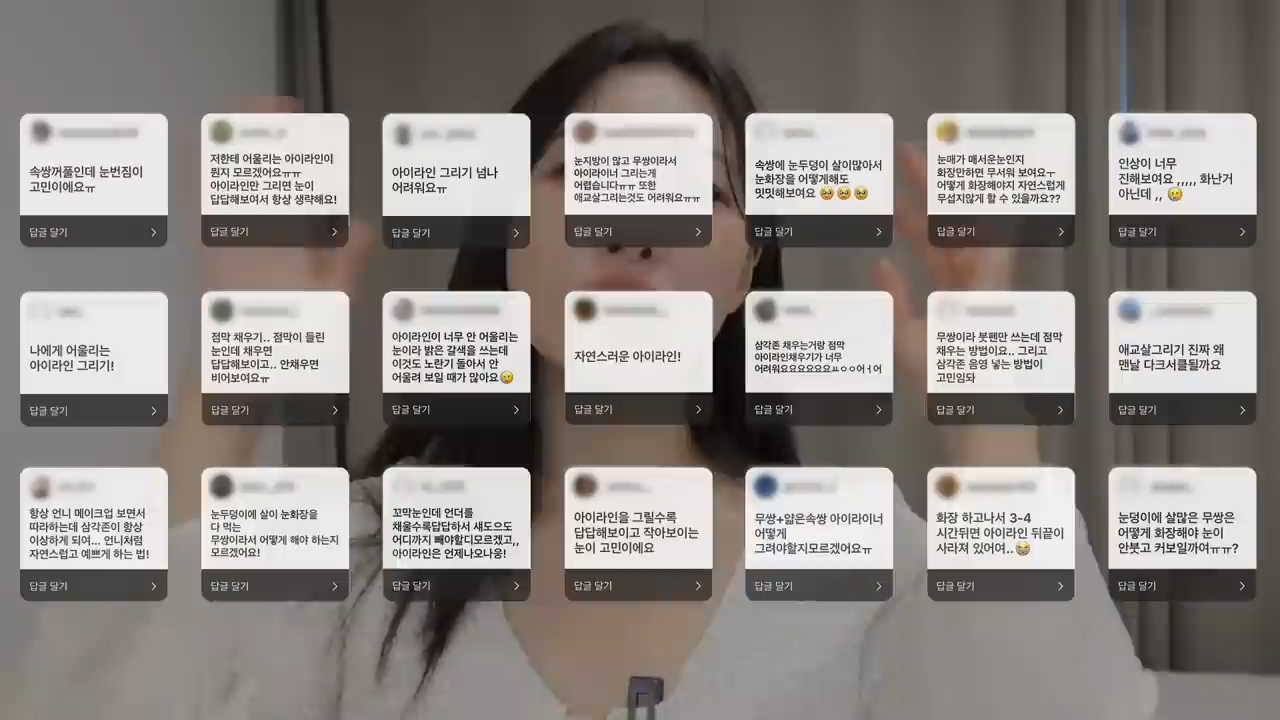 속쌍꺼풀인데 눈번짐이
고민이에요ㅠ
답글 달기
저한테 어울리는 아이라인이
뭔지 모르겠어요ㅠㅠ
아이라인만 그리면 눈이
답답해보여서 항상 생략해요!
답글 달기
아이라인 그리기 넘나
어려워요ㅠ
답글 달기
눈지방이 많고 무쌍이라서
아이라이너 그리는게
어렵습니다ㅠㅠ 또한
애교살그리는것도 어려워요ㅠㅠ
답글 달기
속쌍에 눈두덩이 살이많아서
눈화장을 어떻게해도
밋밋해보여요 🥹🥹🥹
답글 달기
눈매가 매서운눈인지
화장만하면 무서워 보여요ㅜ
어떻게 화장해야지 자연스럽게
무섭지않게 할 수 있을까요??
답글 달기
인상이 너무
진해보여요 ,,,,, 화난거
아닌데 ,, 🥲
답글 달기
나에게 어울리는
아이라인 그리기!
답글 달기
점막 채우기.. 점막이 들린
눈인데 채우면
답답해보이고.. 안채우면
비어보여요ㅠ
답글 달기
아이라인이 너무 안 어울리는
눈이라 밝은 갈색을 쓰는데
이것도 노란기 돌아서 안
어울려 보일 때가 많아요🥲
답글 달기
자연스러운 아이라인!
답글 달기
삼각존 채우는거랑 점막
아이라인채우기가 너무
어려워요요요요요요ㅛㅇㅇ어ㅓ어
답글 달기
무쌍이라 붓펜만 쓰는데 점막
채우는 방법이요.. 그리고
삼각존 음영 넣는 방법이
고민임돠
답글 달기
애교살그리기 진짜 왜
맨날 다크서클될까요
답글 달기
항상 언니 메이크업 보면서
따라하는데 삼각존이 항상
이상하게 되여... 언니처럼
자연스럽고 예쁘게 하는 법!
답글 달기
눈두덩이에 살이 눈화장을
다 먹는
무쌍이라서 어떻게 해야 하는지
모르겠어요!
답글 달기
꼬막눈인데 언더를
채울수록답답하서 섀도으도
어디까지 빼야할디모르겠고,,
아이라인은 언제나오나웅!
답글 달기
아이라인을 그릴수록
답답해보이고 작아보이는
눈이 고민이에요
답글 달기
무쌍+얇은속쌍 아이라이너
어떻게
그려야할지모르겠어요ㅠ
답글 달기
화장 하고나서 3-4
시간뒤면 아이라인 뒤끝이
사라져 있어여..😭
답글 달기
눈덩이에 살많은 무쌍은
어떻게 화장해야 눈이
안붓고 커보일까여ㅠㅠ?
답글 달기